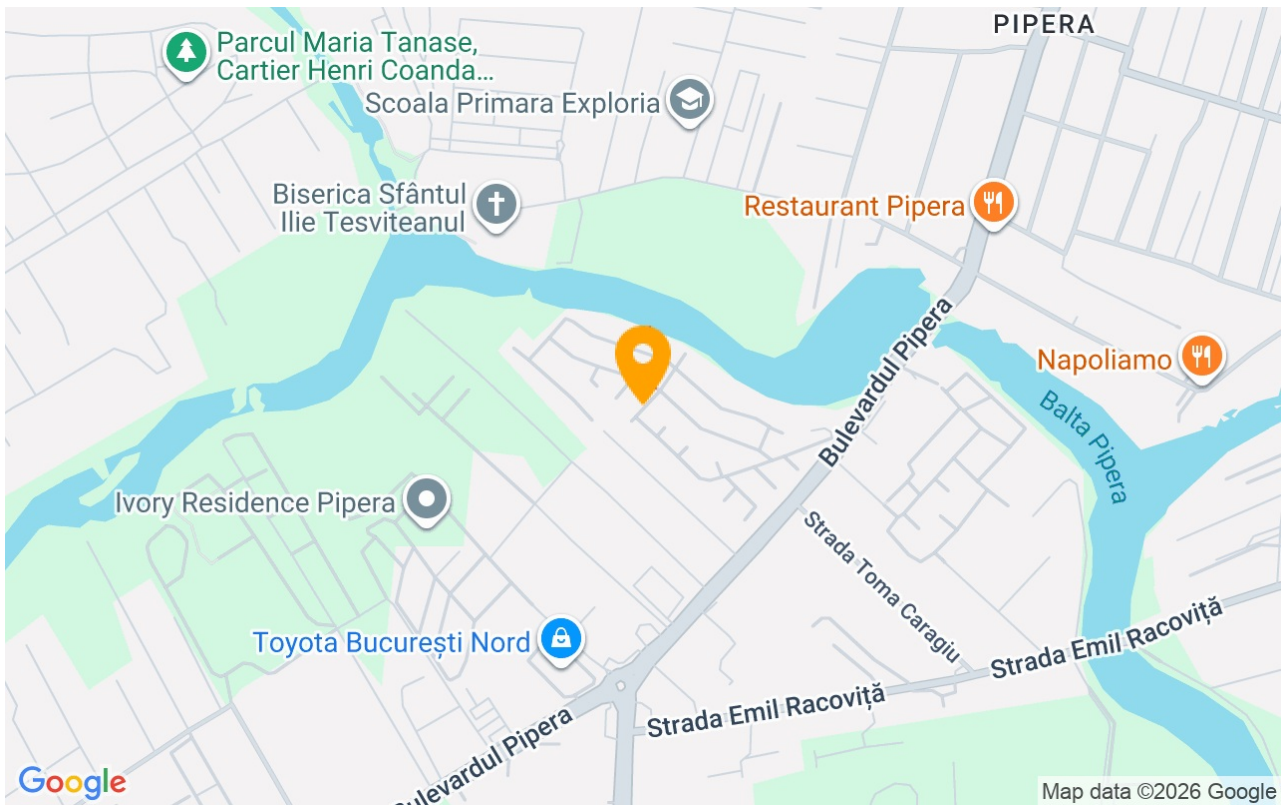 PIPERA
Parcul Maria Tanase,
Cartier Henri Coanda...
Scoala Primara Exploria
Biserica Sfântul
Ilie Tesviteanul
Restaurant Pipera
Bulevardul Pipera
Napoliamo
Balta Pipera
Ivory Residence Pipera
Strada Toma Caragiu
Toyota București Nord
Strada Emil Racoviță
Strada Emil Racoviță
Bulevardul Pipera
Google
Map data ©2026 Google